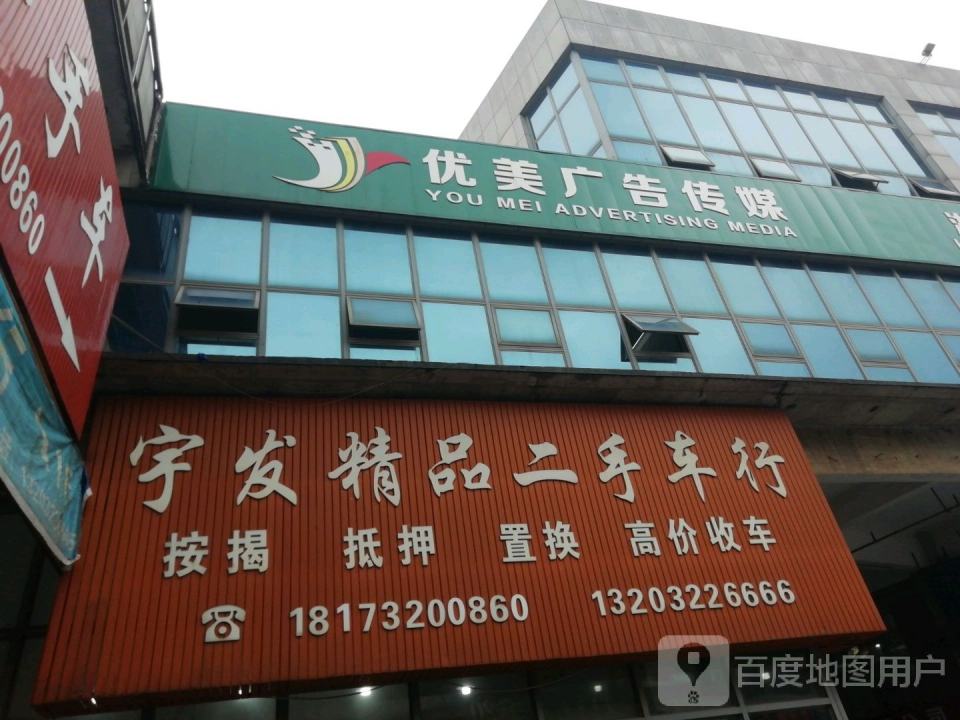 优美广告传媒
YOU MEI ADVERTISING MEDIA
00860
宇发精品二手车行
按揭 抵押 置换 高价收车
☎ 18173200860 13203226666
百度地图用户